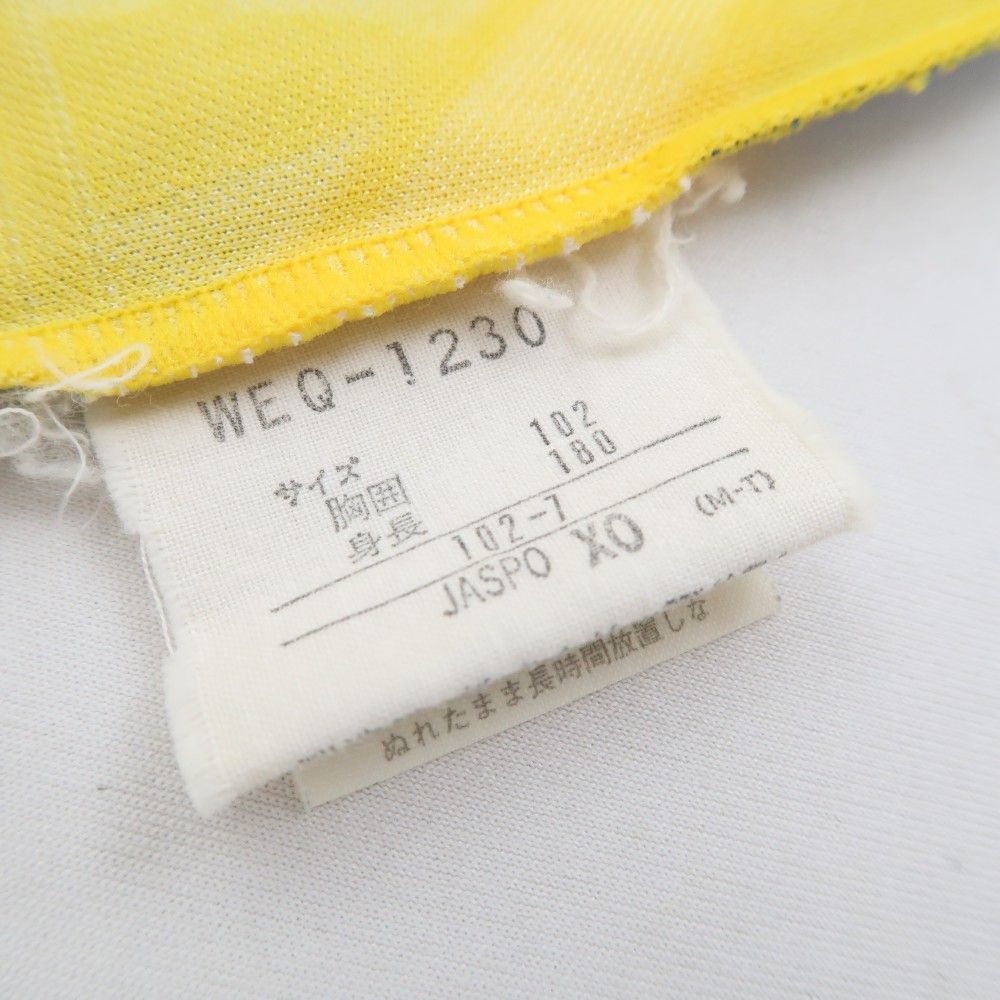 WEQ-1230
サイズ
胸囲 102
身長 180
102-7
JASPO XO (M-T)
ぬれたまま長時間放置しな